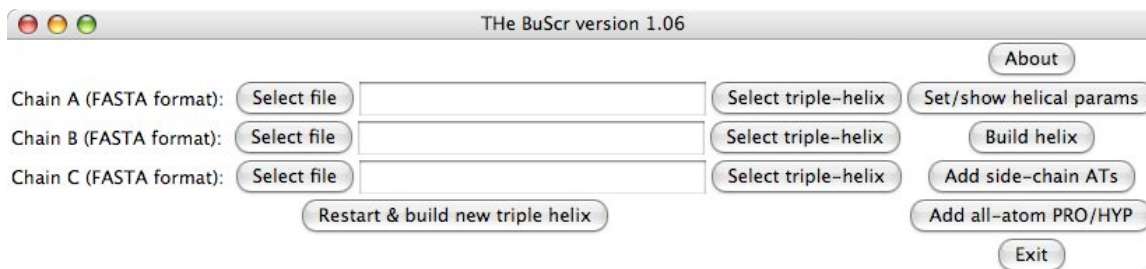 THe BuScr version 1.06
About
Chain A (FASTA format): Select file Select triple-helix Set/show helical params
Chain B (FASTA format): Select file Select triple-helix Build helix
Chain C (FASTA format): Select file Select triple-helix Add side-chain ATs
Restart & build new triple helix Add all-atom PRO/HYP
Exit